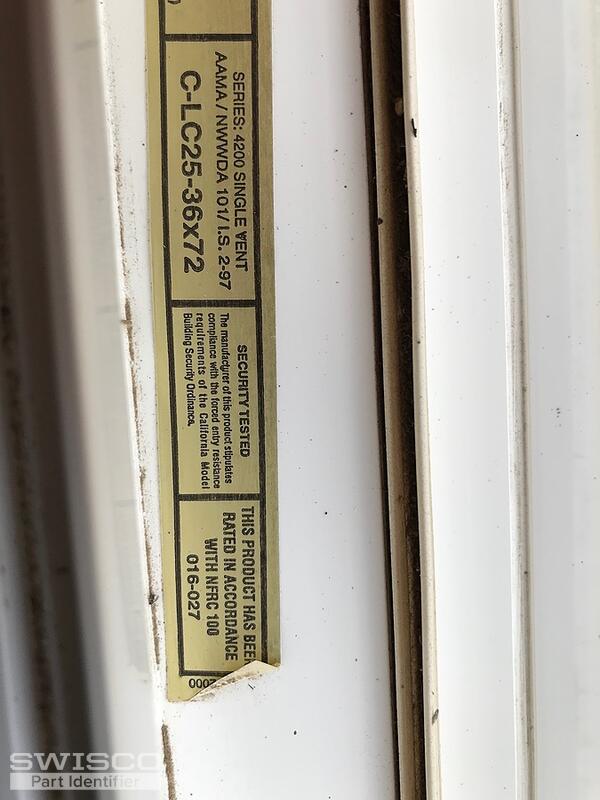 )
SERIES: 4200 SINGLE VENT
AAMA / NWWDA 101/ I.S. 2-97
C-LC25-36x72
SECURITY TESTED
The manufacturer of this product stipulates
compliance with the forced entry resistance
requirements of the California Model
Building Security Ordinance.
THIS PRODUCT HAS BEE
RATED IN ACCORDANCE
WITH NFRC 100
016-027
SWISCO
Part Identifier